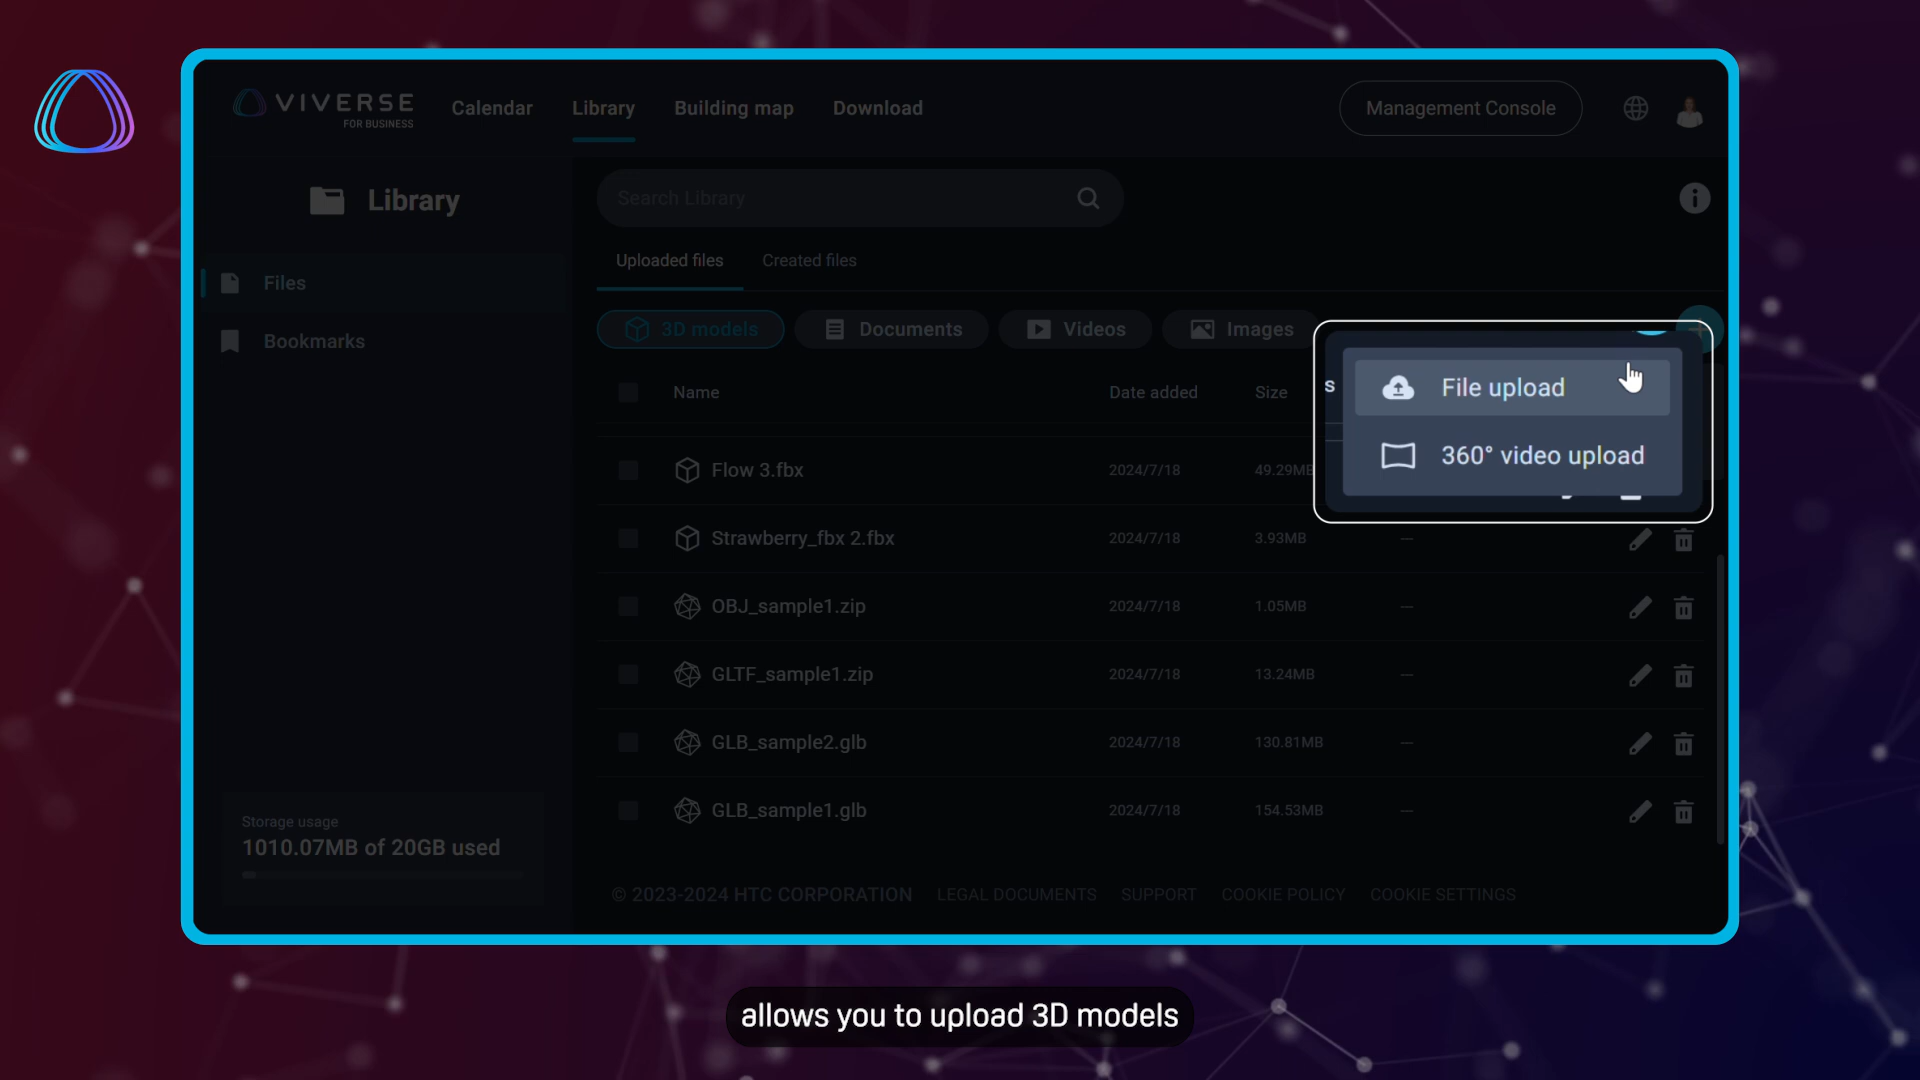 VIVERSE
FOR BUSINESS
Calendar
Library
Building map
Download
Management Console
Library
Search Library
Files
Bookmarks
Uploaded files
Created files
3D models
Documents
Videos
Images
Name
Date added
Size
s
File upload
360° video upload
Flow 3.fbx
2024/7/18
49.29MB
Strawberry_fbx 2.fbx
2024/7/18
3.93MB
---
OBJ_sample1.zip
2024/7/18
1.05MB
---
GLTF_sample1.zip
2024/7/18
13.24MB
---
GLB_sample2.glb
2024/7/18
130.81MB
---
GLB_sample1.glb
2024/7/18
154.53MB
---
Storage usage
1010.07MB of 20GB used
© 2023-2024 HTC CORPORATION
LEGAL DOCUMENTS
SUPPORT
COOKIE POLICY
COOKIE SETTINGS
allows you to upload 3D models